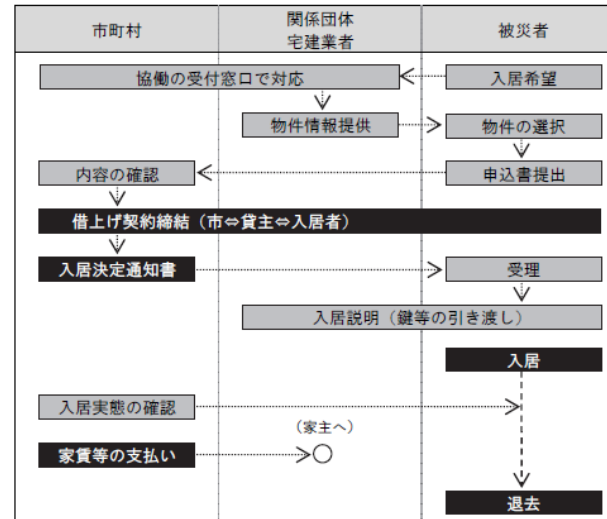 市町村
関係団体
宅建業者
被災者
協働の受付窓口で対応
入居希望
物件情報提供
物件の選択
内容の確認
申込書提出
借上げ契約締結（市⇔貸主⇔入居者）
入居決定通知書
受理
入居説明（鍵等の引き渡し）
入居
入居実態の確認
（家主へ）
家賃等の支払い
退去